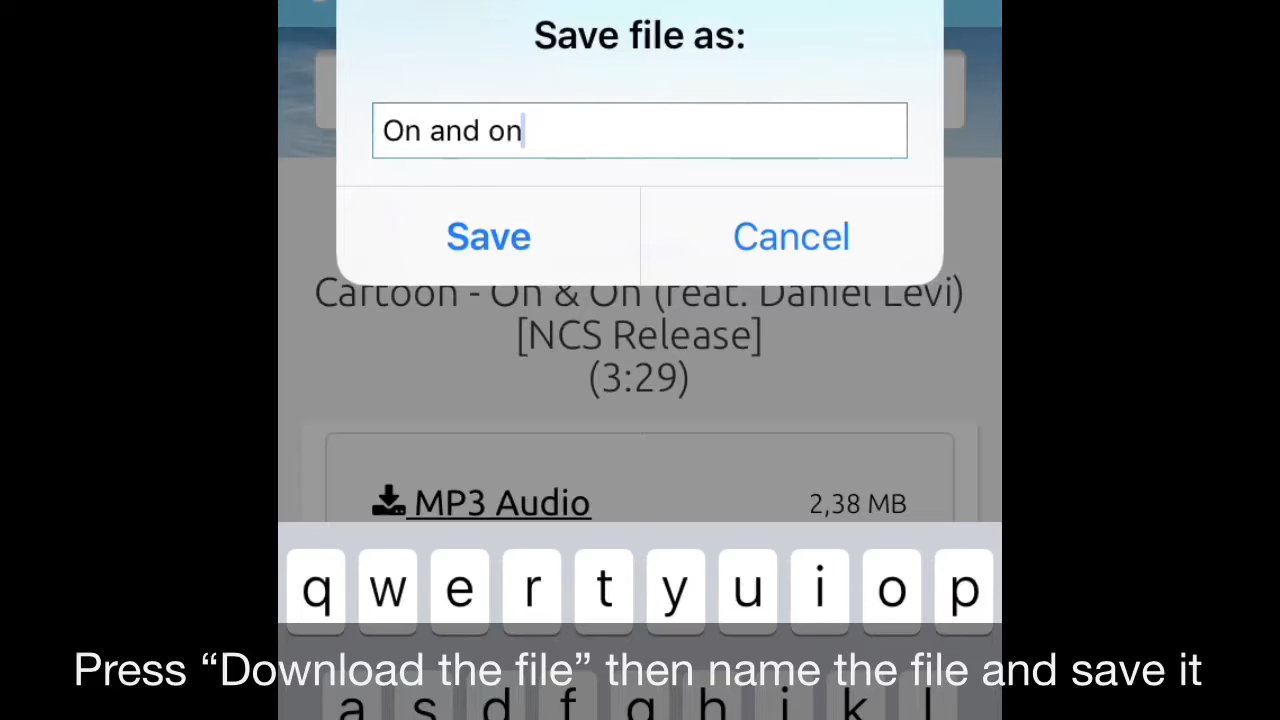 Save file as:
On and on
Save Cancel
Cartoon - On & On (feat. Daniel Levi)
[NCS Release]
(3:29)
MP3 Audio 2,38 MB
q w e r t y u i o p
Press “Download the file” then name the file and save it
a s d f g h j k l